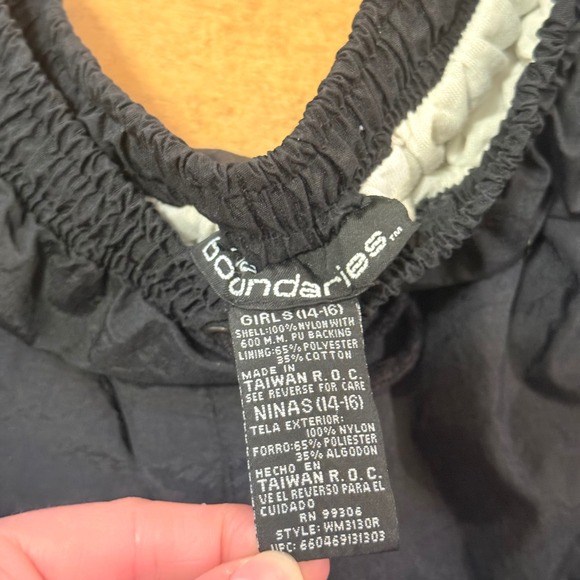 no
boundaries™
GIRLS (14-16)
SHELL:100% NYLON WITH
600 M.M. PU BACKING
LINING:65% POLYESTER
35% COTTON
MADE IN
TAIWAN R.O.C.
SEE REVERSE FOR CARE
NINAS (14-16)
TELA EXTERIOR:
100% NYLON
FORRO:65% POLIESTER
35% ALGODON
HECHO EN
TAIWAN R.O.C.
VE EL REVERSO PARA EL
CUIDADO
RN 99306
STYLE: WM3130R
UPC: 660469131303